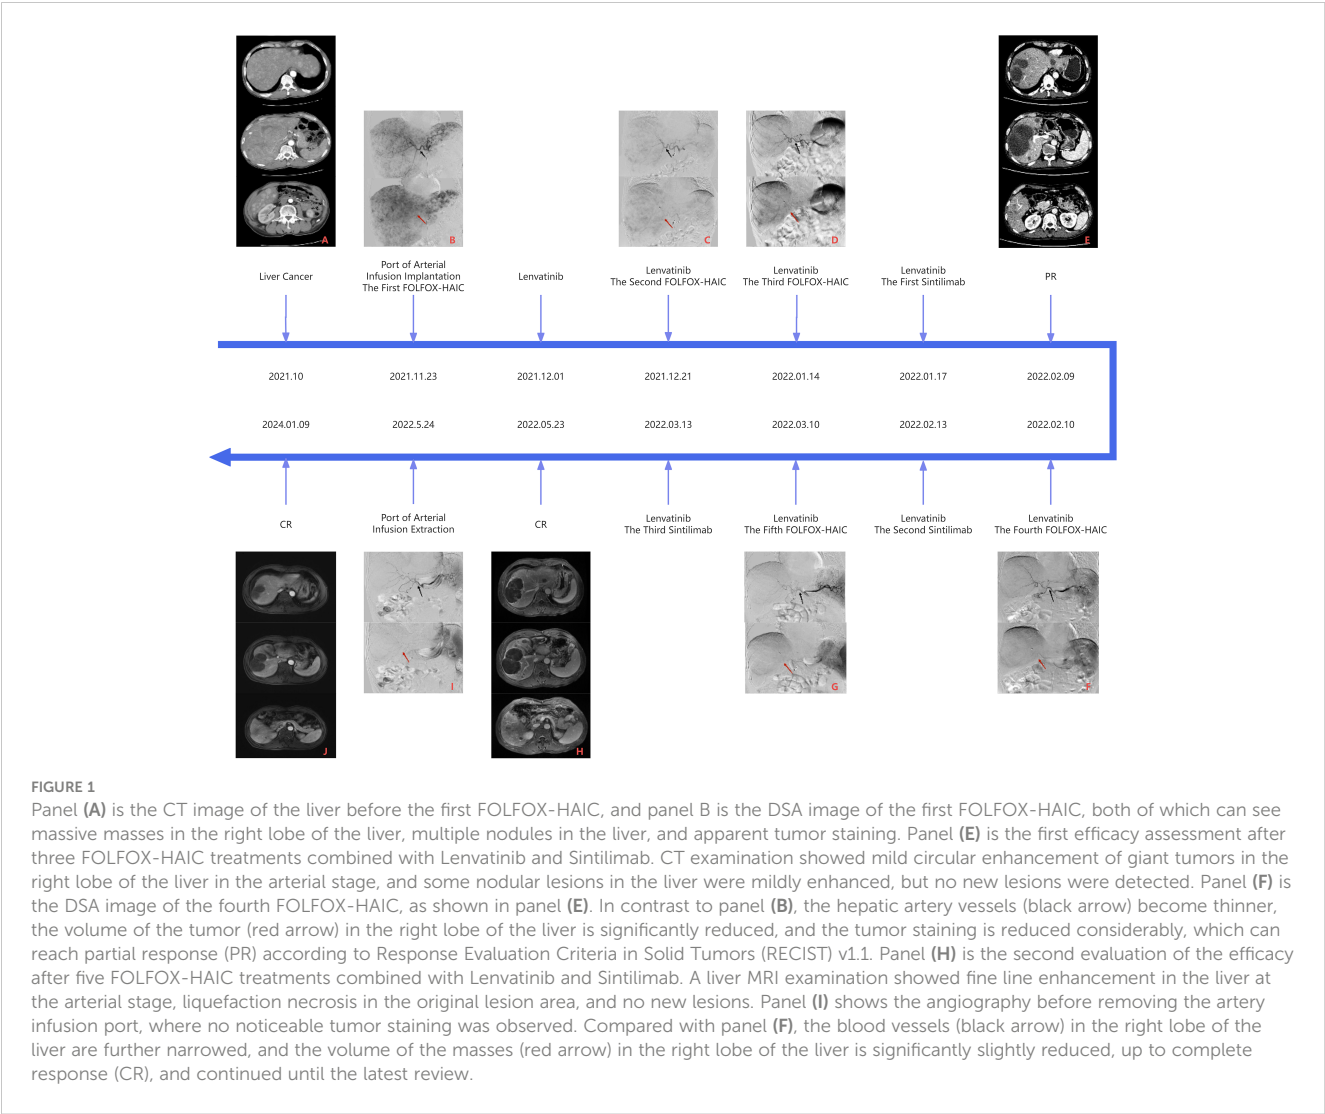 A
B
C
D
E
Liver Cancer
Port of Arterial
Infusion Implantation
The First FOLFOX-HAIC
Lenvatinib
Lenvatinib
The Second FOLFOX-HAIC
Lenvatinib
The Third FOLFOX-HAIC
Lenvatinib
The First Sintilimab
PR
2021.10
2021.11.23
2021.12.01
2021.12.21
2022.01.14
2022.01.17
2022.02.09
2024.01.09
2022.5.24
2022.05.23
2022.03.13
2022.03.10
2022.02.13
2022.02.10
CR
Port of Arterial
Infusion Extraction
CR
Lenvatinib
The Third Sintilimab
Lenvatinib
The Fifth FOLFOX-HAIC
Lenvatinib
The Second Sintilimab
Lenvatinib
The Fourth FOLFOX-HAIC
J
I
H
G
F
FIGURE 1
Panel (A) is the CT image of the liver before the first FOLFOX-HAIC, and panel B is the DSA image of the first FOLFOX-HAIC, both of which can see
massive masses in the right lobe of the liver, multiple nodules in the liver, and apparent tumor staining. Panel (E) is the first efficacy assessment after
three FOLFOX-HAIC treatments combined with Lenvatinib and Sintilimab. CT examination showed mild circular enhancement of giant tumors in the
right lobe of the liver in the arterial stage, and some nodular lesions in the liver were mildly enhanced, but no new lesions were detected. Panel (F) is
the DSA image of the fourth FOLFOX-HAIC, as shown in panel (E). In contrast to panel (B), the hepatic artery vessels (black arrow) become thinner,
the volume of the tumor (red arrow) in the right lobe of the liver is significantly reduced, and the tumor staining is reduced considerably, which can
reach partial response (PR) according to Response Evaluation Criteria in Solid Tumors (RECIST) v1.1. Panel (H) is the second evaluation of the efficacy
after five FOLFOX-HAIC treatments combined with Lenvatinib and Sintilimab. A liver MRI examination showed fine line enhancement in the liver at
the arterial stage, liquefaction necrosis in the original lesion area, and no new lesions. Panel (I) shows the angiography before removing the artery
infusion port, where no noticeable tumor staining was observed. Compared with panel (F), the blood vessels (black arrow) in the right lobe of the
liver are further narrowed, and the volume of the masses (red arrow) in the right lobe of the liver is significantly slightly reduced, up to complete
response (CR), and continued until the latest review.